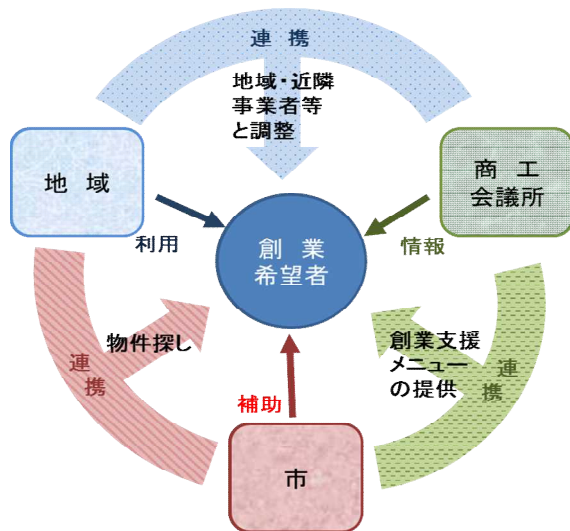 連 携
地域・近隣
事業者等
と調整
地 域
商 工
会議所
利用
情報
創 業
希望者
物件探し
創業支援
メニュー
の提供
連
携
連
携
補助
市